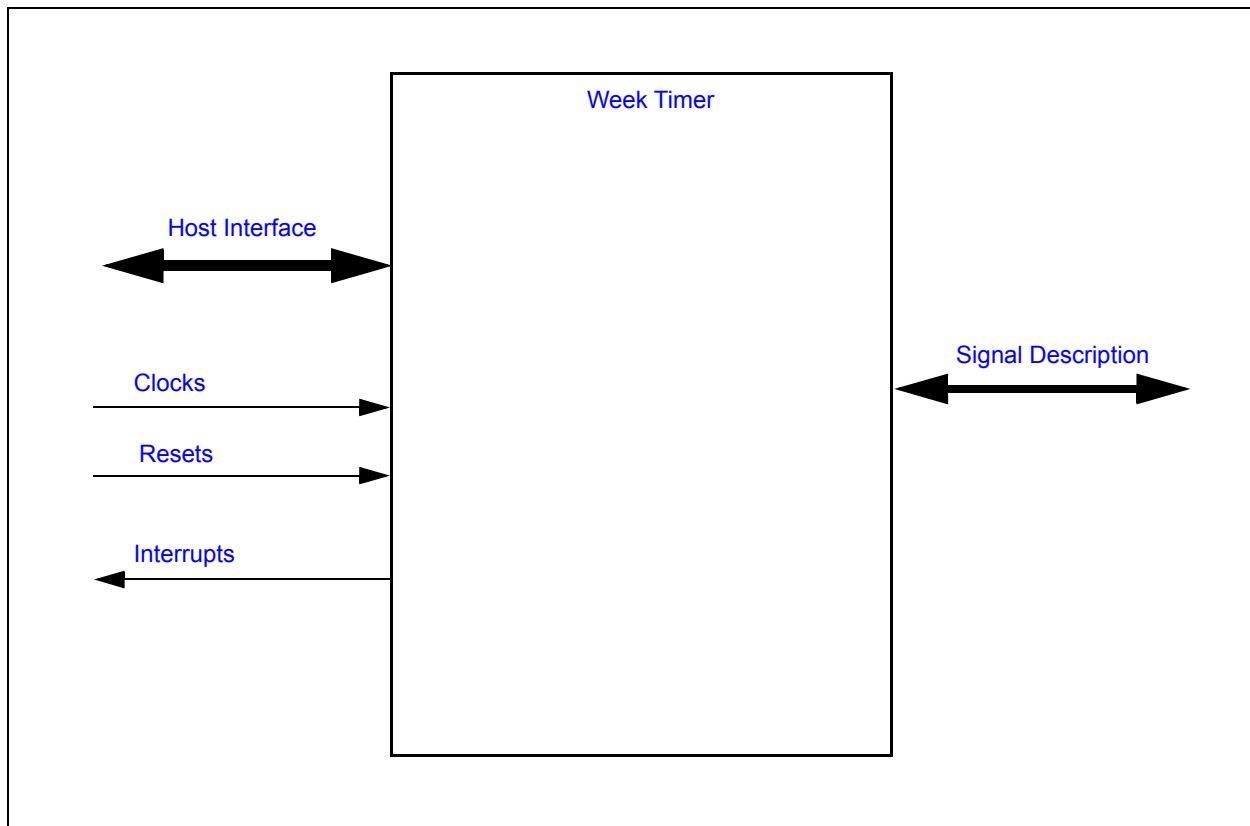 Week Timer
Host Interface
Signal Description
Clocks
Resets
Interrupts